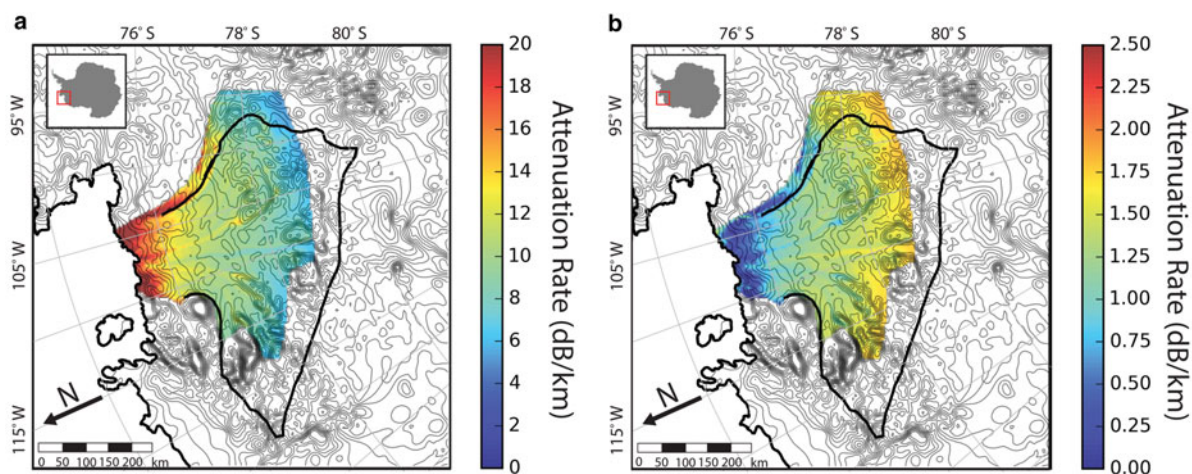 a
76°S 78°S 80°S
95°W
105°W
115°W
N
0 50 100 150 200 km
20
18
16
14
12
10
8
6
4
2
0
Attenuation Rate (dB/km)
b
76°S 78°S 80°S
95°W
105°W
115°W
N
0 50 100 150 200 km
2.50
2.25
2.00
1.75
1.50
1.25
1.00
0.75
0.50
0.25
0.00
Attenuation Rate (dB/km)